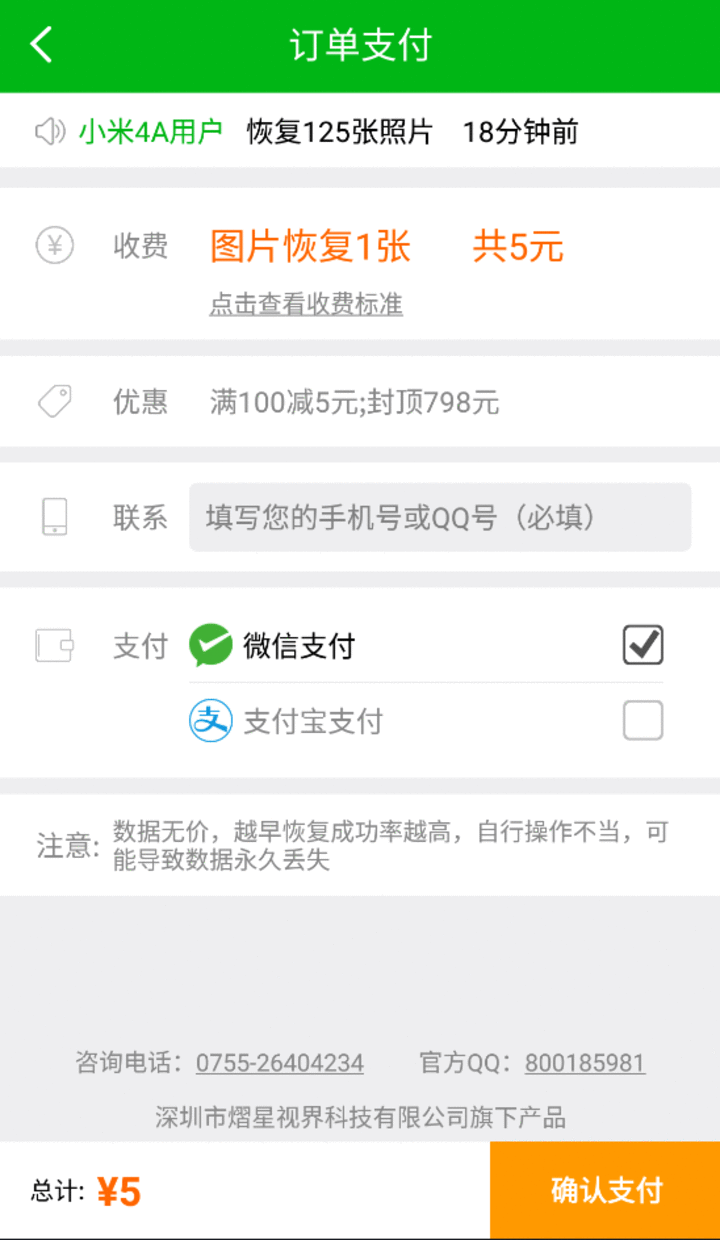 订单支付
小米4A用户 恢复125张照片 18分钟前
收费 图片恢复1张 共5元
点击查看收费标准
优惠 满100减5元;封顶798元
联系 填写您的手机号或QQ号（必填）
支付 微信支付
支 支付宝支付
注意: 数据无价，越早恢复成功率越高，自行操作不当，可
能导致数据永久丢失
咨询电话：0755-26404234 官方QQ：800185981
深圳市熠星视界科技有限公司旗下产品
总计: ¥5 确认支付